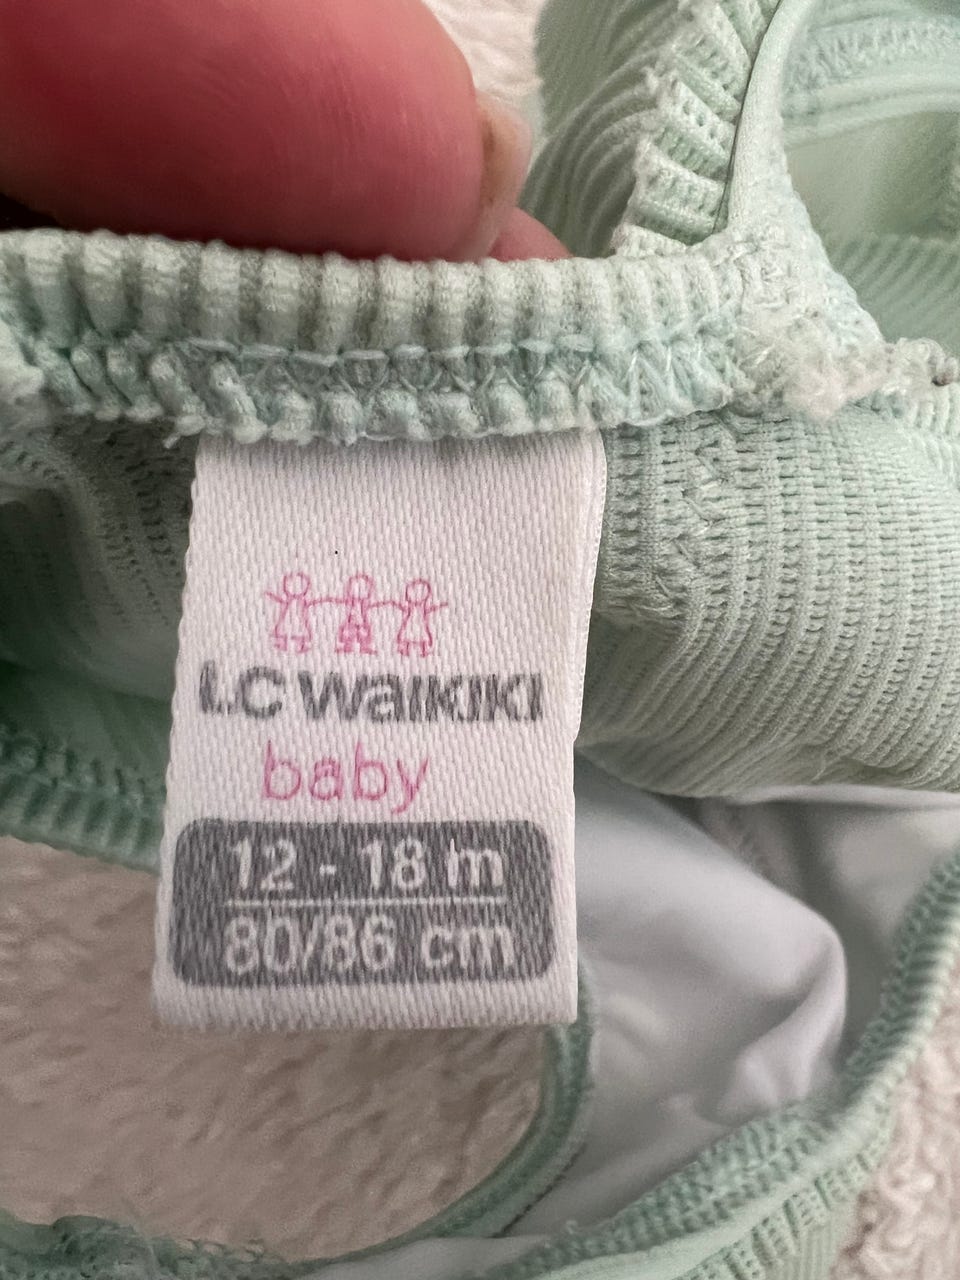 LC WAIKIKI
baby
12 - 18 m
80/86 cm